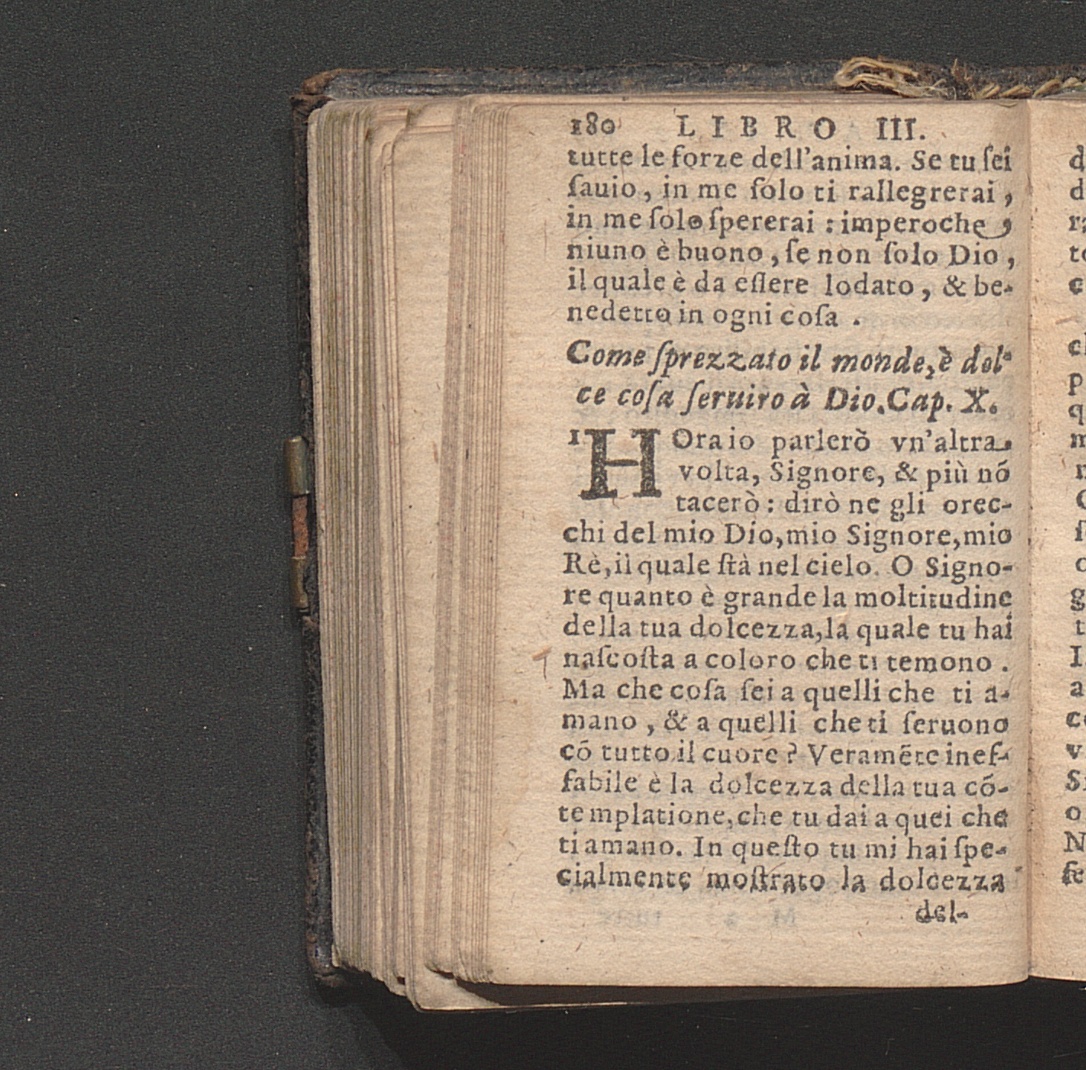 180 LIBRO III.
tutte le forze dell'anima. Se tu ſei
ſauio, in me ſolo ti rallegrerai,
in me ſolo ſpererai: imperoche,
niuno è buono, ſe non ſolo Dio,
il quale è da eſſere lodato, & be-
nedetto in ogni coſa.
Come ſprezzato il monde, è dol-
ce coſa ſeruiro à Dio. Cap. X.
1 HOra io parlerò vn'altra
volta, Signore, & più nõ
tacerò: dirò ne gli orec-
chi del mio Dio, mio Signore, mio
Rè, il quale ſtà nel cielo. O Signo-
re quanto è grande la moltitudine
della tua dolcezza, la quale tu hai
naſcoſta a coloro che ti temono.
Ma che coſa ſei a quelli che ti a-
mano, & a quelli che ti ſeruono
cõ tutto il cuore? Veramẽte inef-
fabile è la dolcezza della tua cõ-
templatione, che tu dai a quei che
ti amano. In queſto tu mi hai ſpe-
cialmente moſtrato la dolcezza
del-